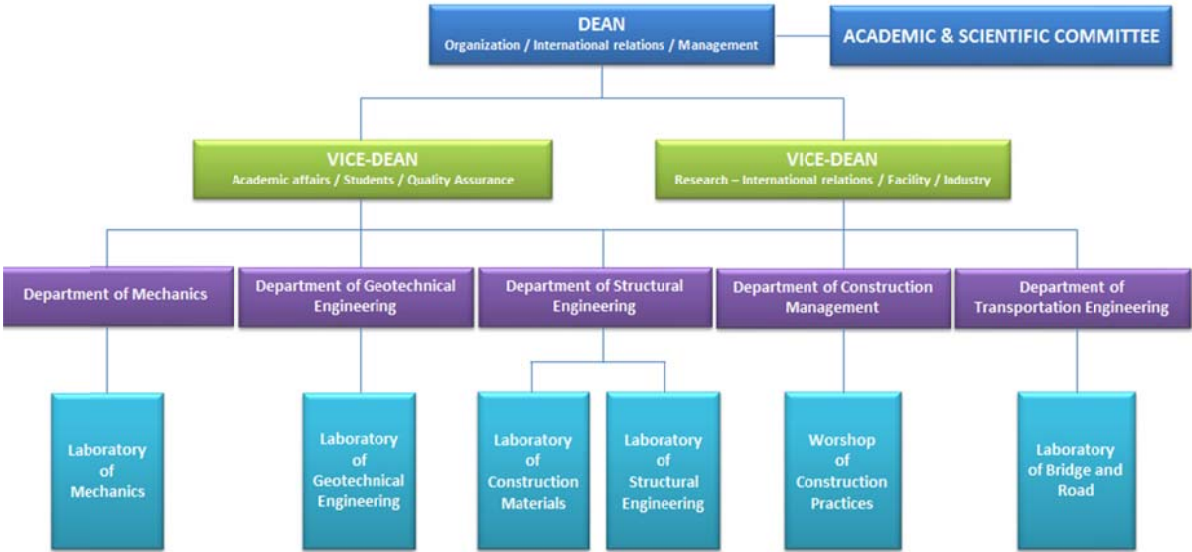 DEAN
Organization / International relations / Management
ACADEMIC & SCIENTIFIC COMMITTEE
VICE-DEAN
Academic affairs / Students / Quality Assurance
VICE-DEAN
Research – International relations / Facility / Industry
Department of Mechanics
Department of Geotechnical
Engineering
Department of Structural
Engineering
Department of Construction
Management
Department of
Transportation Engineering
Laboratory
of
Mechanics
Laboratory
of
Geotechnical
Engineering
Laboratory
of
Construction
Materials
Laboratory
of
Structural
Engineering
Worshop
of
Construction
Practices
Laboratory
of Bridge and
Road